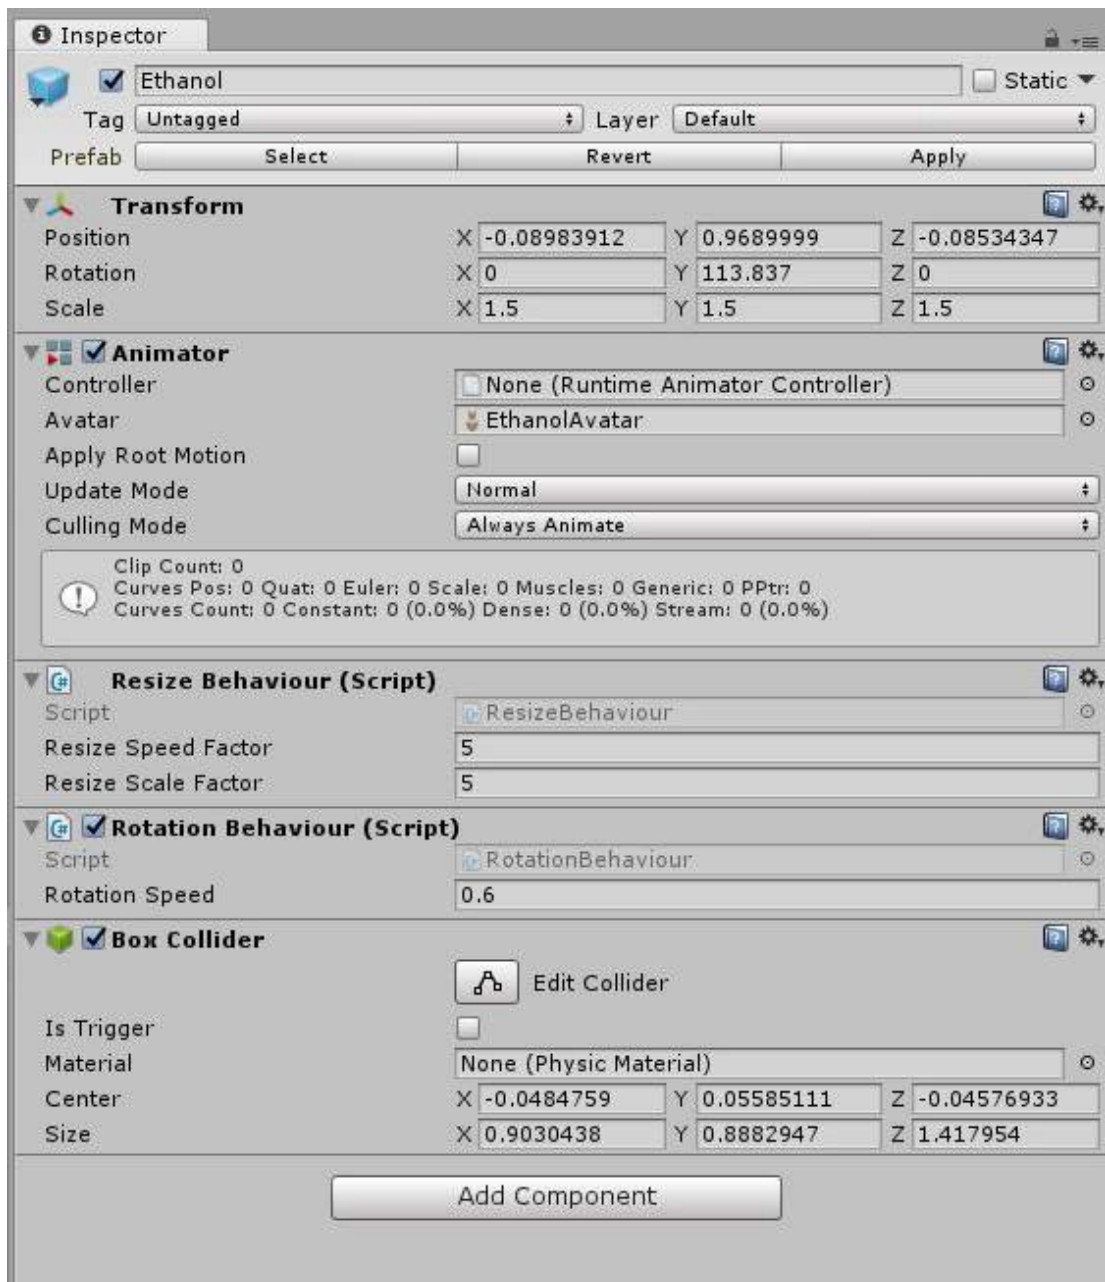 Inspector
Ethanol Static
Tag Untagged Layer Default
Prefab Select Revert Apply
Transform
Position X -0.08983912 Y 0.9689999 Z -0.08534347
Rotation X 0 Y 113.837 Z 0
Scale X 1.5 Y 1.5 Z 1.5
Animator
Controller None (Runtime Animator Controller)
Avatar EthanolAvatar
Apply Root Motion
Update Mode Normal
Culling Mode Always Animate
Clip Count: 0
Curves Pos: 0 Quat: 0 Euler: 0 Scale: 0 Muscles: 0 Generic: 0 PPtr: 0
Curves Count: 0 Constant: 0 (0.0%) Dense: 0 (0.0%) Stream: 0 (0.0%)
Resize Behaviour (Script)
Script ResizeBehaviour
Resize Speed Factor 5
Resize Scale Factor 5
Rotation Behaviour (Script)
Script RotationBehaviour
Rotation Speed 0.6
Box Collider
Edit Collider
Is Trigger
Material None (Physic Material)
Center X -0.0484759 Y 0.05585111 Z -0.04576933
Size X 0.9030438 Y 0.8882947 Z 1.417954
Add Component